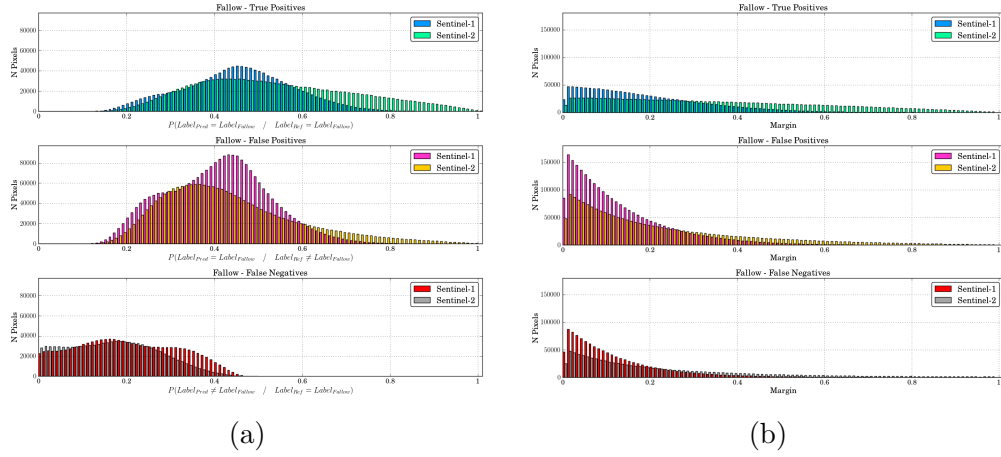 Fallow - True Positives
Sentinel-1
Sentinel-2
N Pixels
80000
60000
40000
20000
0
0 0.2 0.4 0.6 0.8 1
P(Label_Pred = Label_Fallow / Label_Ref = Label_Fallow)
Fallow - False Positives
Sentinel-1
Sentinel-2
N Pixels
80000
60000
40000
20000
0
0 0.2 0.4 0.6 0.8 1
P(Label_Pred = Label_Fallow / Label_Ref ≠ Label_Fallow)
Fallow - False Negatives
Sentinel-1
Sentinel-2
N Pixels
80000
60000
40000
20000
0
0 0.2 0.4 0.6 0.8 1
P(Label_Pred ≠ Label_Fallow / Label_Ref = Label_Fallow)
(a)
Fallow - True Positives
Sentinel-1
Sentinel-2
N Pixels
150000
100000
50000
0
0 0.2 0.4 0.6 0.8 1
Margin
Fallow - False Positives
Sentinel-1
Sentinel-2
N Pixels
150000
100000
50000
0
0 0.2 0.4 0.6 0.8 1
Margin
Fallow - False Negatives
Sentinel-1
Sentinel-2
N Pixels
150000
100000
50000
0
0 0.2 0.4 0.6 0.8 1
Margin
(b)